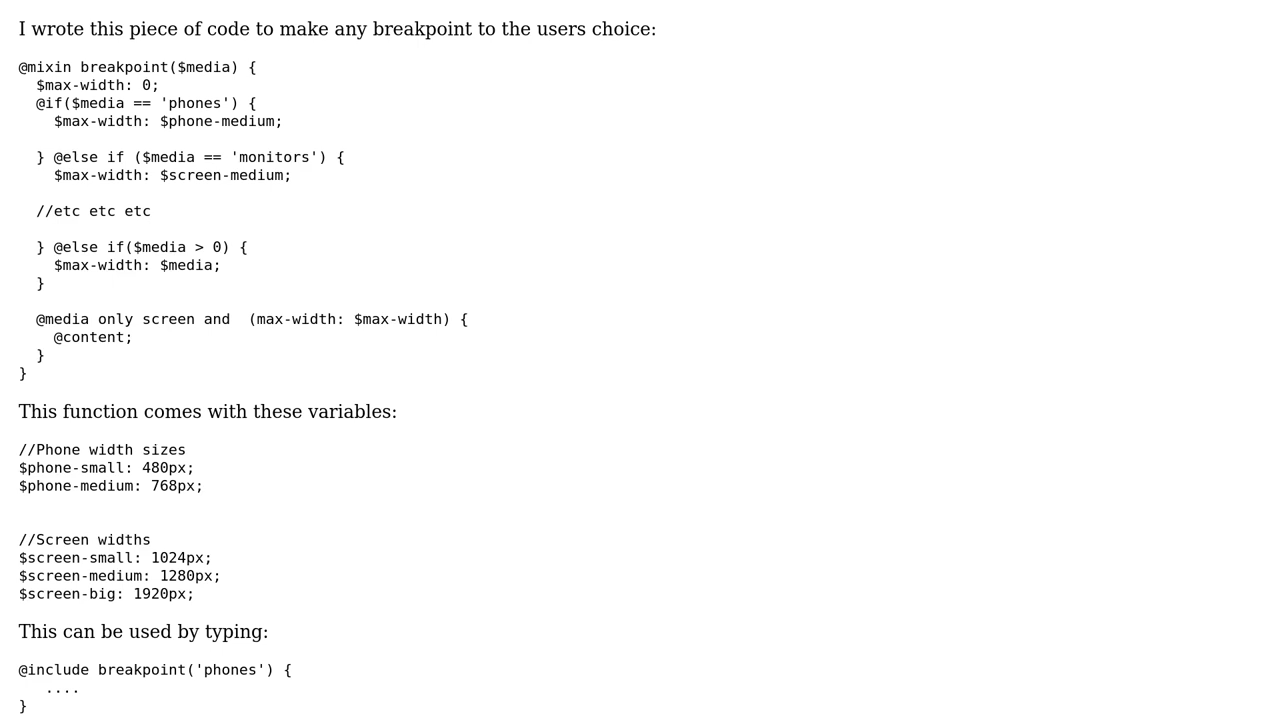 I wrote this piece of code to make any breakpoint to the users choice:
@mixin breakpoint($media) {
  $max-width: 0;
  @if($media == 'phones') {
    $max-width: $phone-medium;
  } @else if ($media == 'monitors') {
    $max-width: $screen-medium;
  //etc etc etc
  } @else if($media > 0) {
    $max-width: $media;
  }
  @media only screen and  (max-width: $max-width) {
    @content;
  }
}
This function comes with these variables:
//Phone width sizes
$phone-small: 480px;
$phone-medium: 768px;
//Screen widths
$screen-small: 1024px;
$screen-medium: 1280px;
$screen-big: 1920px;
This can be used by typing:
@include breakpoint('phones') {
   ....
}